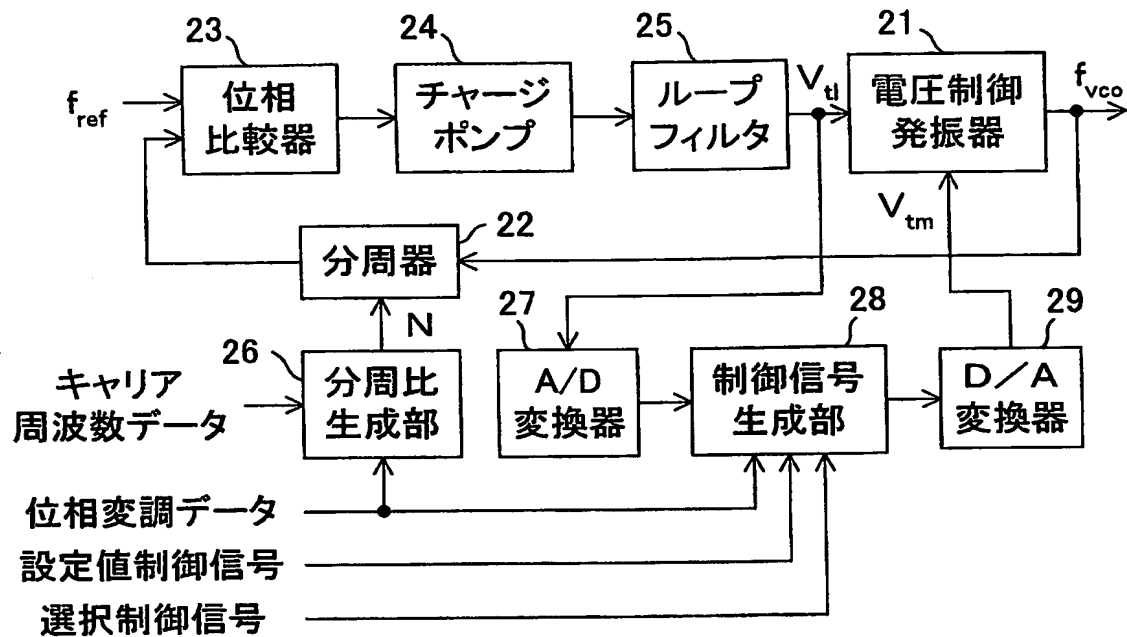 23
24
25
21
f_ref
位相
比較器
チャージ
ポンプ
ループ
フィルタ
V_tl
電圧制御
発振器
f_vco
V_tm
22
分周器
N
26
27
28
29
キャリア
周波数データ
分周比
生成部
A/D
変換器
制御信号
生成部
D/A
変換器
位相変調データ
設定値制御信号
選択制御信号